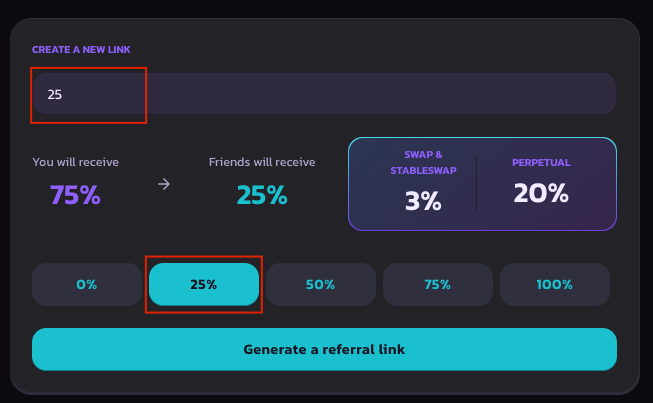 CREATE A NEW LINK
25
You will receive
75%
→
Friends will receive
25%
SWAP &
STABLESWAP
3%
PERPETUAL
20%
0%
25%
50%
75%
100%
Generate a referral link